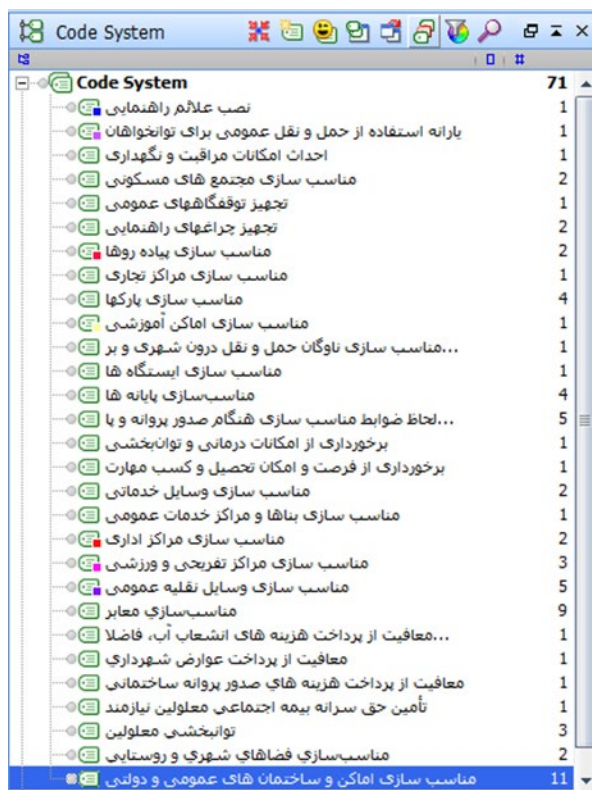 Code System
Code System 71
نصب علائم راهنمایی 1
یارانه استفاده از حمل و نقل عمومی برای توانخواهان 1
احداث امکانات مراقبت و نگهداری 1
مناسب سازی مجتمع های مسکونی 2
تجهیز توقفگاههای عمومی 1
تجهیز چراغهای راهنمایی 2
مناسب سازی پیاده روها 2
مناسب سازی مراکز تجاری 1
مناسب سازی پارکها 4
مناسب سازی اماکن آموزشی 1
مناسب سازی ناوگان حمل و نقل درون شهری و بر... 1
مناسب سازی ایستگاه ها 1
مناسب‌سازی پایانه ها 4
لحاظ ضوابط مناسب سازی هنگام صدور پروانه و پا... 5
برخورداری از امکانات درمانی و توان‌بخشی 1
برخورداری از فرصت و امکان تحصیل و کسب مهارت 1
مناسب سازی وسایل خدماتی 2
مناسب سازی بناها و مراکز خدمات عمومی 1
مناسب سازی مراکز اداری 2
مناسب سازی مراکز تفریحی و ورزشی 3
مناسب سازی وسایل نقلیه عمومی 5
مناسب‌سازي معابر 9
معافیت از پرداخت هزینه های انشعاب آب، فاضلا... 1
معافیت از پرداخت عوارض شهرداري 1
معافیت از پرداخت هزینه هاي صدور پروانه ساختمانی 1
تأمین حق سرانه بیمه اجتماعی معلولین نیازمند 1
توانبخشی معلولین 3
مناسب‌سازي فضاهاي شهري و روستایی 2
مناسب سازی اماکن و ساختمان های عمومی و دولتی 11